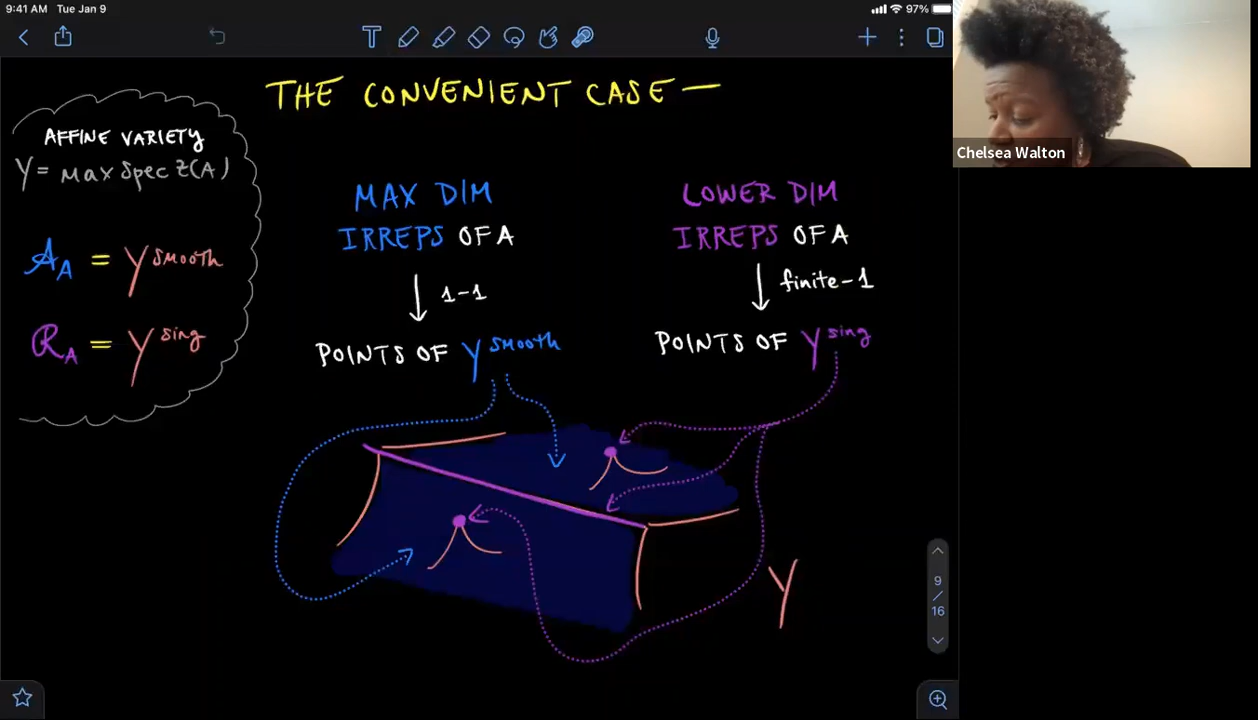 9:41 AM Tue Jan 9
97%
THE CONVENIENT CASE —
Chelsea Walton
AFFINE VARIETY
Y = max Spec Z(A)
A_A = Y^smooth
R_A = Y^sing
MAX DIM
IRREPS OF A
1-1
POINTS OF Y^smooth
LOWER DIM
IRREPS OF A
finite-1
POINTS OF Y^sing
Y
9
/
16